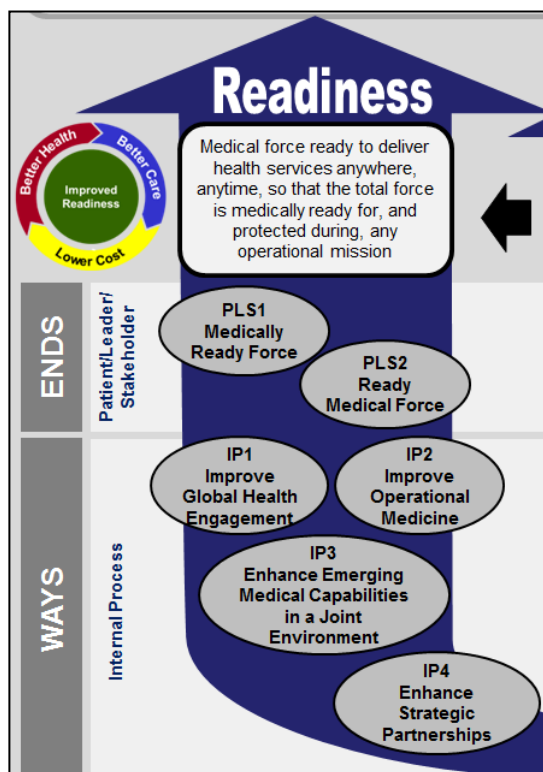 Readiness
Medical force ready to deliver
health services anywhere,
anytime, so that the total force
is medically ready for, and
protected during, any
operational mission
Better Health
Better Care
Lower Cost
Improved
Readiness
ENDS
Patient/Leader/
Stakeholder
PLS1
Medically
Ready Force
PLS2
Ready
Medical Force
WAYS
Internal Process
IP1
Improve
Global Health
Engagement
IP2
Improve
Operational
Medicine
IP3
Enhance Emerging
Medical Capabilities
in a Joint
Environment
IP4
Enhance
Strategic
Partnerships